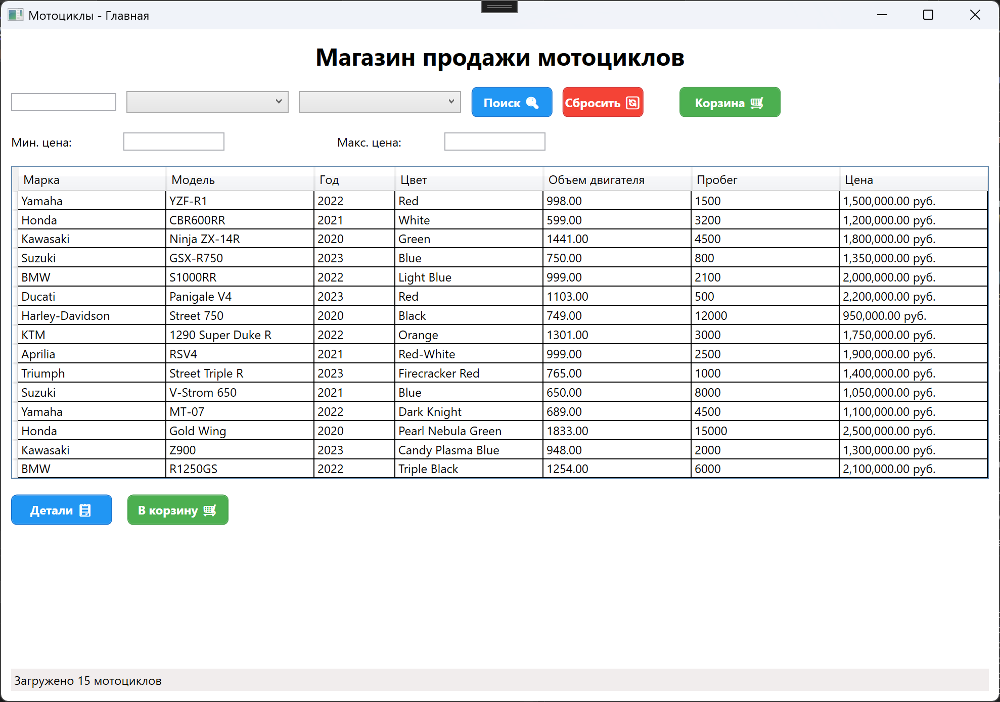 Мотоциклы - Главная
Магазин продажи мотоциклов
Поиск Сбросить Корзина
Мин. цена: Макс. цена:
Марка Модель Год Цвет Объем двигателя Пробег Цена
Yamaha YZF-R1 2022 Red 998.00 1500 1,500,000.00 руб.
Honda CBR600RR 2021 White 599.00 3200 1,200,000.00 руб.
Kawasaki Ninja ZX-14R 2020 Green 1441.00 4500 1,800,000.00 руб.
Suzuki GSX-R750 2023 Blue 750.00 800 1,350,000.00 руб.
BMW S1000RR 2022 Light Blue 999.00 2100 2,000,000.00 руб.
Ducati Panigale V4 2023 Red 1103.00 500 2,200,000.00 руб.
Harley-Davidson Street 750 2020 Black 749.00 12000 950,000.00 руб.
KTM 1290 Super Duke R 2022 Orange 1301.00 3000 1,750,000.00 руб.
Aprilia RSV4 2021 Red-White 999.00 2500 1,900,000.00 руб.
Triumph Street Triple R 2023 Firecracker Red 765.00 1000 1,400,000.00 руб.
Suzuki V-Strom 650 2021 Blue 650.00 8000 1,050,000.00 руб.
Yamaha MT-07 2022 Dark Knight 689.00 4500 1,100,000.00 руб.
Honda Gold Wing 2020 Pearl Nebula Green 1833.00 15000 2,500,000.00 руб.
Kawasaki Z900 2023 Candy Plasma Blue 948.00 2000 1,300,000.00 руб.
BMW R1250GS 2022 Triple Black 1254.00 6000 2,100,000.00 руб.
Детали В корзину
Загружено 15 мотоциклов